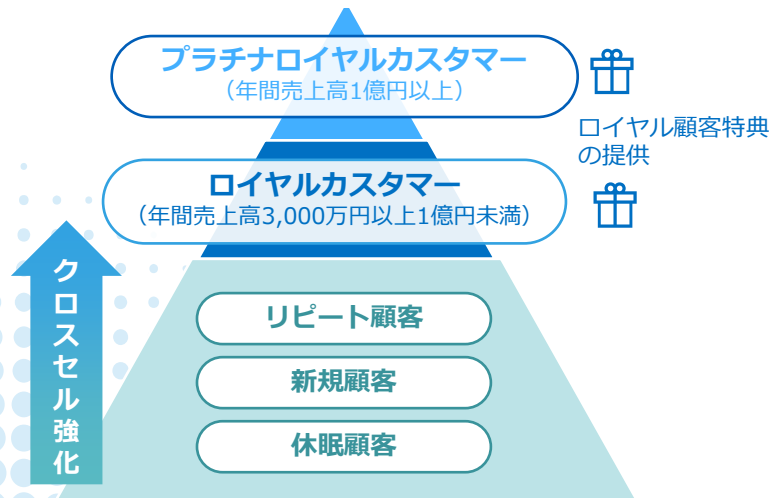 プラチナロイヤルカスタマー
（年間売上高1億円以上）
ロイヤル顧客特典
の提供
ロイヤルカスタマー
（年間売上高3,000万円以上1億円未満）
クロスセル強化
リピート顧客
新規顧客
休眠顧客